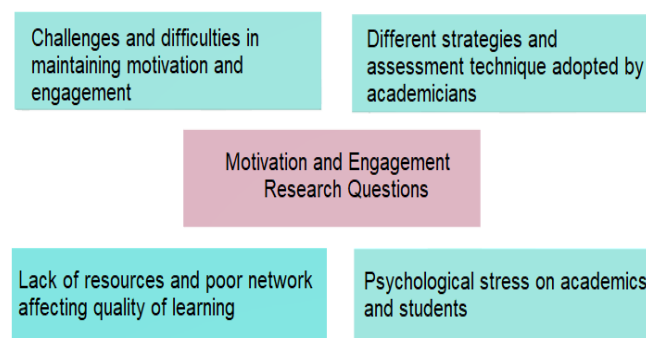 Challenges and difficulties in
maintaining motivation and
engagement
Different strategies and
assessment technique adopted by
academicians
Motivation and Engagement
Research Questions
Lack of resources and poor network
affecting quality of learning
Psychological stress on academics
and students